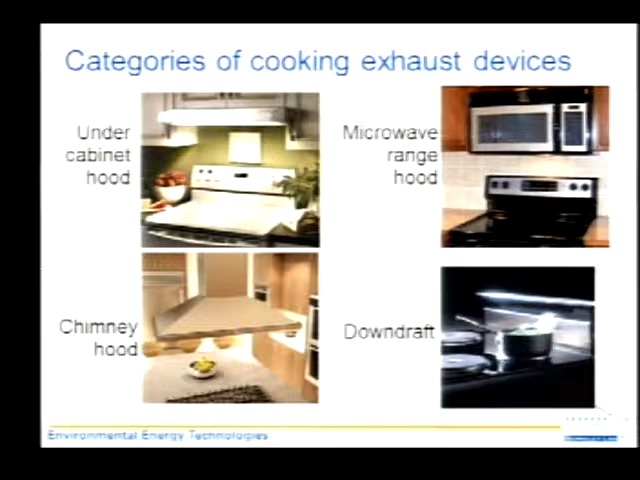 Categories of cooking exhaust devices
Under
cabinet
hood
Microwave
range
hood
Chimney
hood
Downdraft
Environmental Energy Technologies